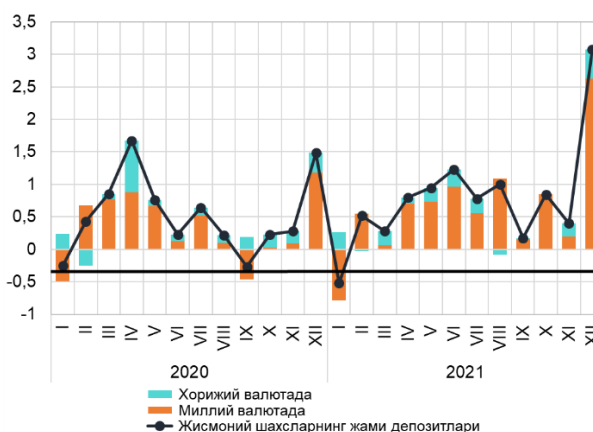 3,5
3
2,5
2
1,5
1
0,5
0
-0,5
-1
I II III IV V VI VII VIII IX X XI XII I II III IV V VI VII VIII IX X XI XII
2020 2021
Хорижий валютада
Миллий валютада
Жисмоний шахсларнинг жами депозитлари